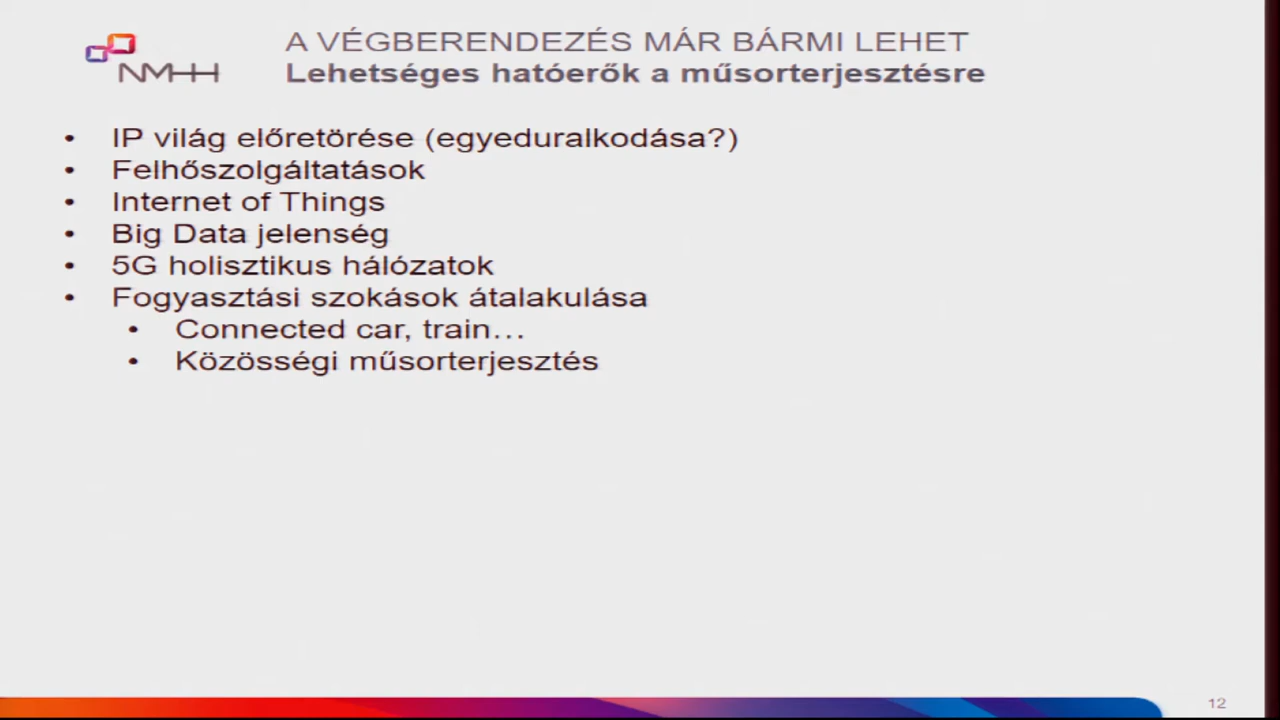 NMHH
A VÉGBERENDEZÉS MÁR BÁRMI LEHET
Lehetséges hatóerők a műsorterjesztésre
• IP világ előretörése (egyeduralkodása?)
• Felhőszolgáltatások
• Internet of Things
• Big Data jelenség
• 5G holisztikus hálózatok
• Fogyasztási szokások átalakulása
• Connected car, train…
• Közösségi műsorterjesztés
12